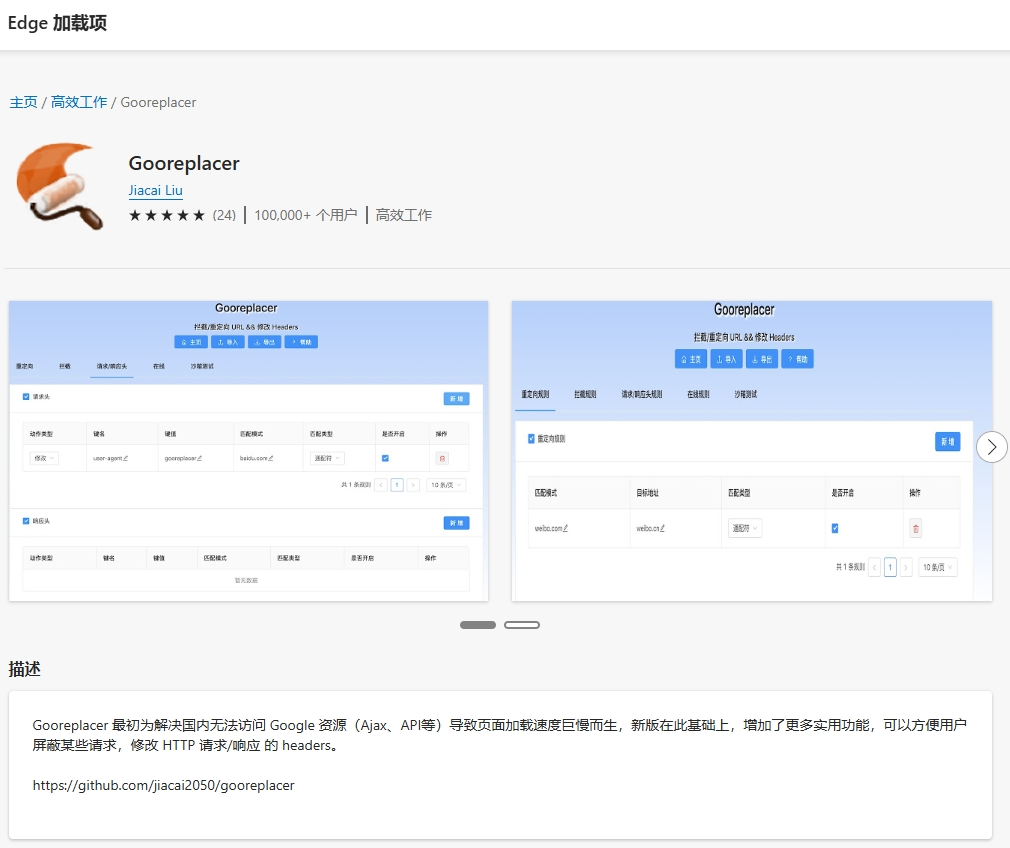 Edge 加载项
主页 / 高效工作 / Gooreplacer
Gooreplacer
Jiacai Liu
★★★★★ (24) | 100,000+ 个用户 | 高效工作
Gooreplacer
拦截/重定向 URL && 修改 Headers
主页 导入 导出 ? 帮助
重定向 拦截 请求/响应头 在线 沙箱测试
请求头 新增
动作类型 键名 键值 匹配模式 匹配类型 是否开启 操作
修改 user-agent gooreplacer baidu.com 通配符
共 1 条规则 < 1 > 10 条/页
响应头 新增
动作类型 键名 键值 匹配模式 匹配类型 是否开启 操作
暂无数据
Gooreplacer
拦截/重定向 URL && 修改 Headers
主页 导入 导出 ? 帮助
重定向规则 拦截规则 请求/响应头规则 在线规则 沙箱测试
重定向规则 新增
匹配模式 目标地址 匹配类型 是否开启 操作
weibo.com weibo.cn 通配符
共 1 条规则 < 1 > 10 条/页
描述
Gooreplacer 最初为解决国内无法访问 Google 资源（Ajax、API等）导致页面加载速度巨慢而生，新版在此基础上，增加了更多实用功能，可以方便用户
屏蔽某些请求，修改 HTTP 请求/响应 的 headers。
https://github.com/jiacai2050/gooreplacer